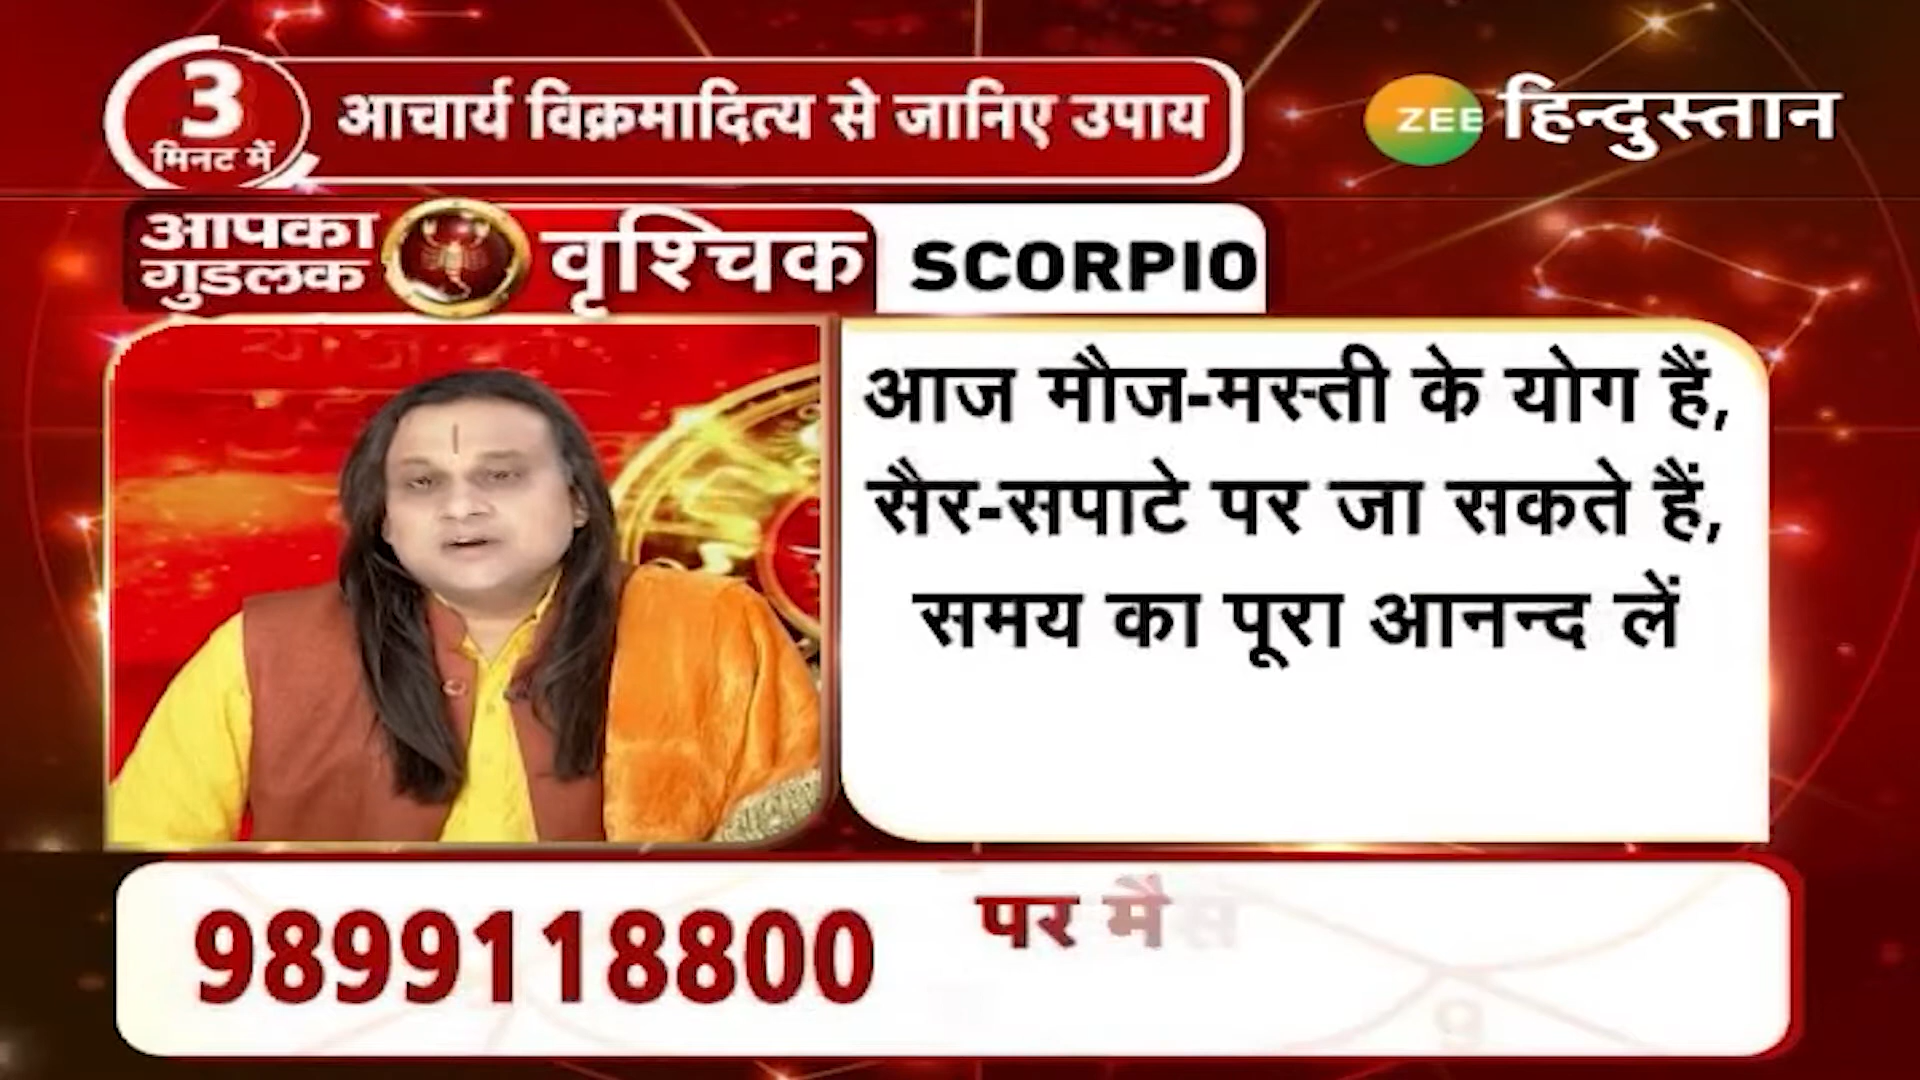 3
मिनट में
आचार्य विक्रमादित्य से जानिए उपाय
ZEE हिन्दुस्तान
आपका
गुडलक
वृश्चिक
SCORPIO
आज मौज-मस्ती के योग हैं,
सैर-सपाटे पर जा सकते हैं,
समय का पूरा आनन्द लें
9899118800
पर